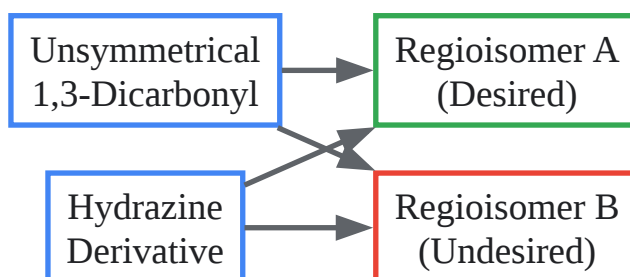 Unsymmetrical
1,3-Dicarbonyl
Regioisomer A
(Desired)
Hydrazine
Derivative
Regioisomer B
(Undesired)